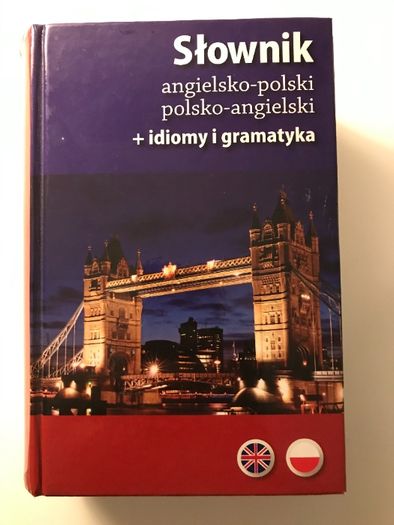 Słownik
angielsko-polski
polsko-angielski
+ idiomy i gramatyka